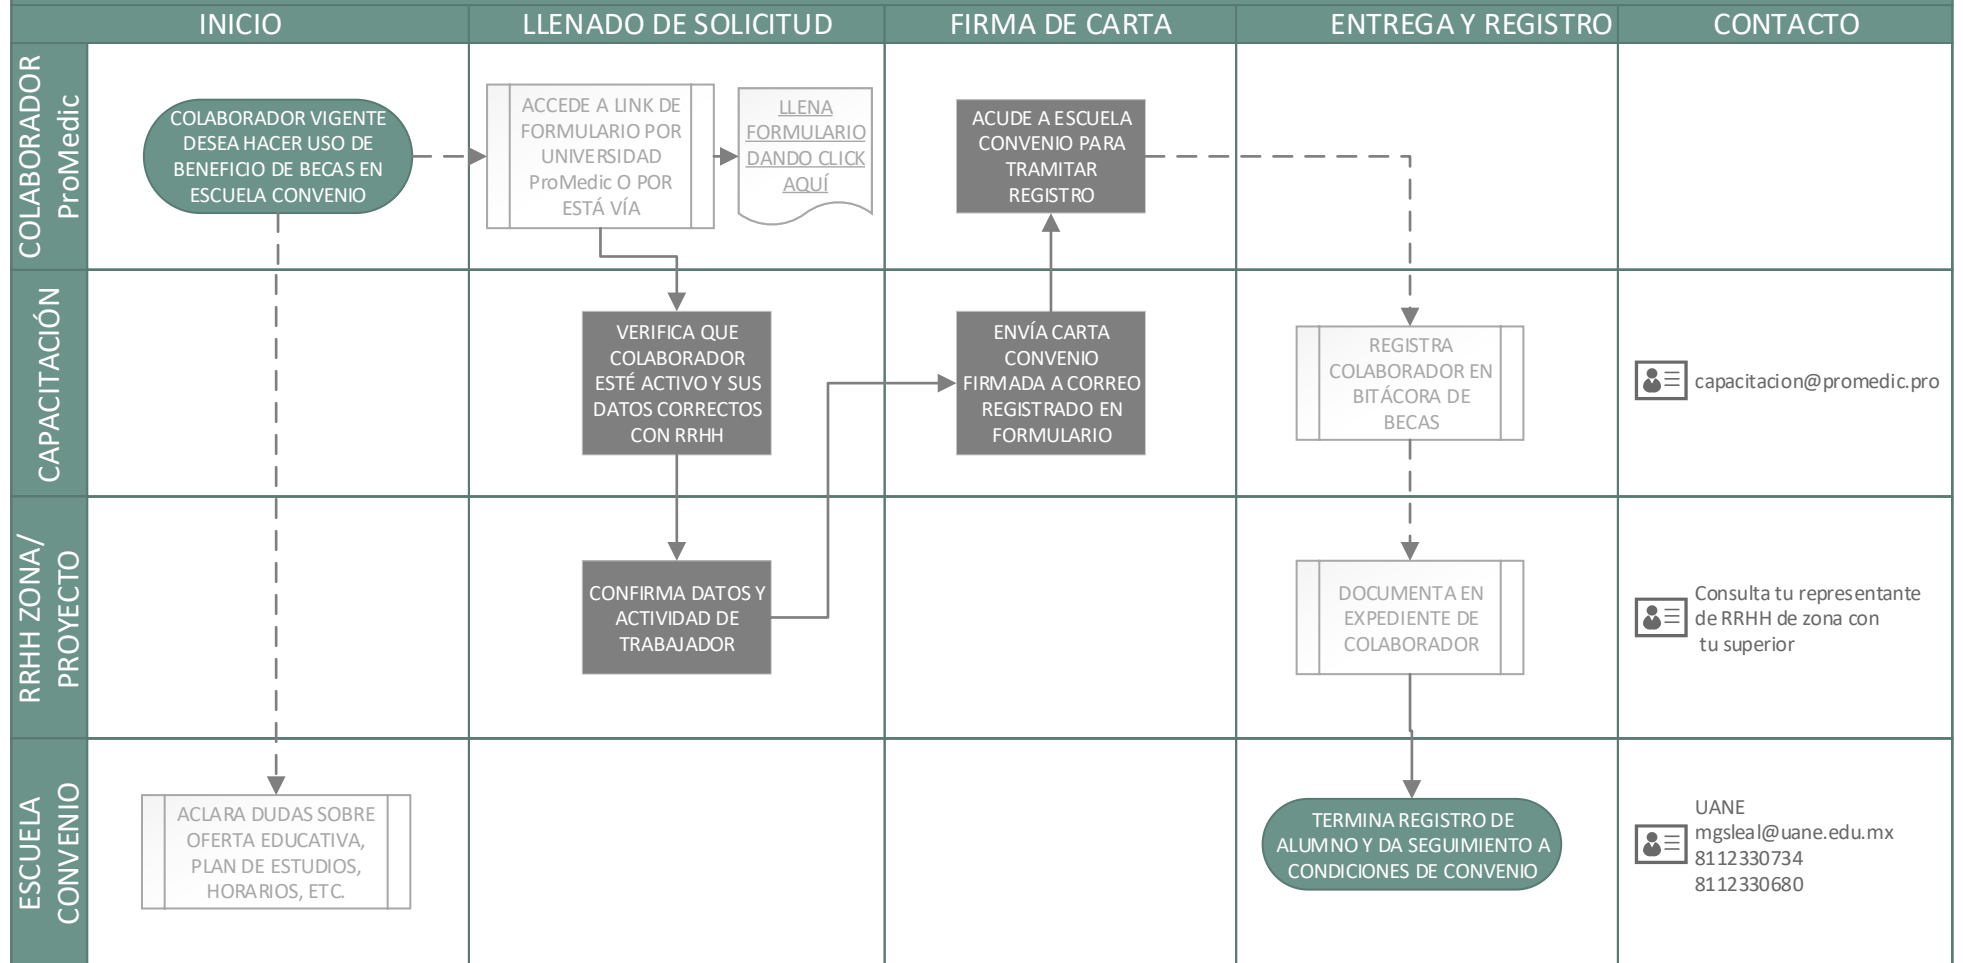 INICIO
LLENADO DE SOLICITUD
FIRMA DE CARTA
ENTREGA Y REGISTRO
CONTACTO
COLABORADOR
ProMedic
COLABORADOR VIGENTE
DESEA HACER USO DE
BENEFICIO DE BECAS EN
ESCUELA CONVENIO
ACCEDE A LINK DE
FORMULARIO POR
UNIVERSIDAD
ProMedic O POR
ESTÁ VÍA
LLENA
FORMULARIO
DANDO CLICK
AQUÍ
ACUDE A ESCUELA
CONVENIO PARA
TRAMITAR
REGISTRO
CAPACITACIÓN
VERIFICA QUE
COLABORADOR
ESTÉ ACTIVO Y SUS
DATOS CORRECTOS
CON RRHH
ENVÍA CARTA
CONVENIO
FIRMADA A CORREO
REGISTRADO EN
FORMULARIO
REGISTRA
COLABORADOR EN
BITÁCORA DE
BECAS
capacitacion@promedic.pro
RRHH ZONA/
PROYECTO
CONFIRMA DATOS Y
ACTIVIDAD DE
TRABAJADOR
DOCUMENTA EN
EXPEDIENTE DE
COLABORADOR
Consulta tu representante
de RRHH de zona con
tu superior
ESCUELA
CONVENIO
ACLARA DUDAS SOBRE
OFERTA EDUCATIVA,
PLAN DE ESTUDIOS,
HORARIOS, ETC.
TERMINA REGISTRO DE
ALUMNO Y DA SEGUIMIENTO A
CONDICIONES DE CONVENIO
UANE
mgsleal@uane.edu.mx
8112330734
8112330680